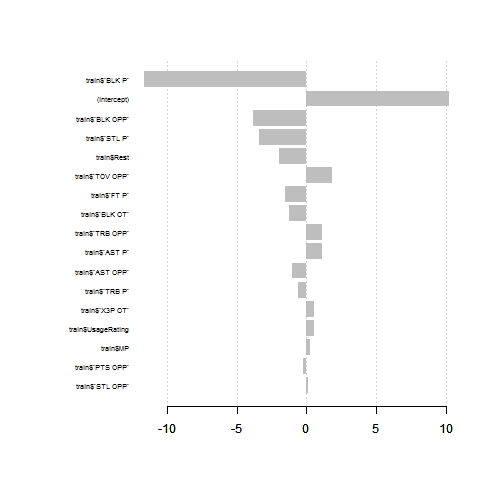 train$`BLK P`
(Intercept)
train$`BLK OPP`
train$`STL P`
train$Rest
train$`TOV OPP`
train$`FT P`
train$`BLK OT`
train$`TRB OPP`
train$`AST P`
train$`AST OPP`
train$`TRB P`
train$`X3P OT`
train$UsageRating
train$MP
train$`PTS OPP`
train$`STL OPP`
-10 -5 0 5 10